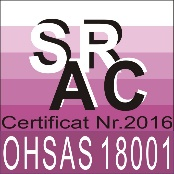 SR
AC
Certificat Nr.2016
OHSAS 18001